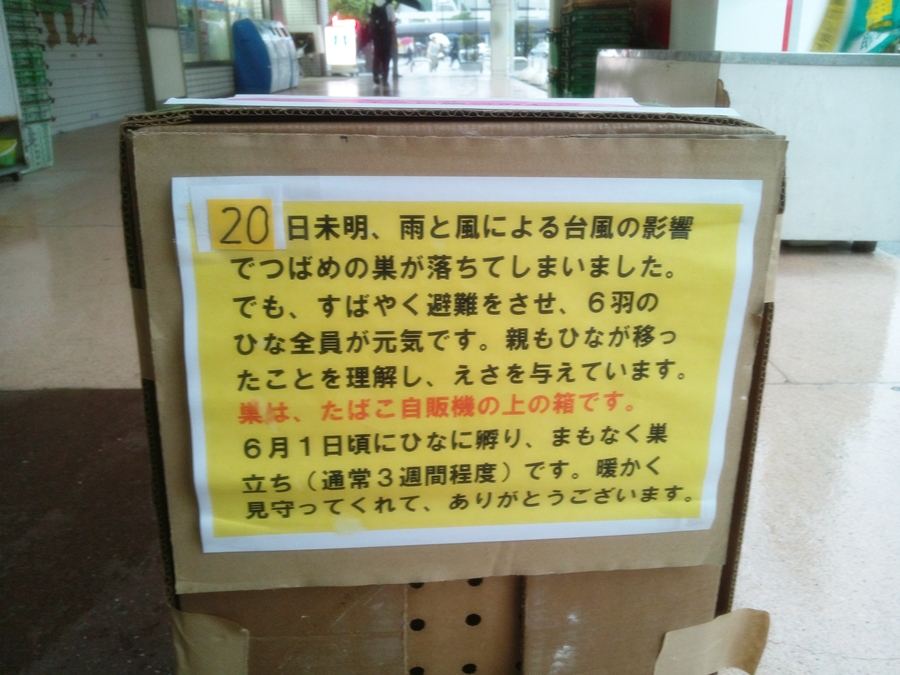 20日未明、雨と風による台風の影響
でつばめの巣が落ちてしまいました。
でも、すばやく避難をさせ、６羽の
ひな全員が元気です。親もひなが移っ
たことを理解し、えさを与えています。
巣は、たばこ自販機の上の箱です。
６月１日頃にひなに孵り、まもなく巣
立ち（通常３週間程度）です。暖かく
見守ってくれて、ありがとうございます。